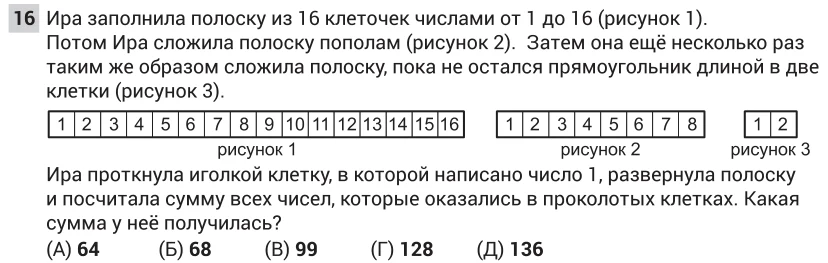 16 Ира заполнила полоску из 16 клеточек числами от 1 до 16 (рисунок 1).
Потом Ира сложила полоску пополам (рисунок 2). Затем она ещё несколько раз
таким же образом сложила полоску, пока не остался прямоугольник длиной в две
клетки (рисунок 3).
1 2 3 4 5 6 7 8 9 10 11 12 13 14 15 16 1 2 3 4 5 6 7 8 1 2
рисунок 1 рисунок 2 рисунок 3
Ира проткнула иголкой клетку, в которой написано число 1, развернула полоску
и посчитала сумму всех чисел, которые оказались в проколотых клетках. Какая
сумма у неё получилась?
(А) 64 (Б) 68 (В) 99 (Г) 128 (Д) 136